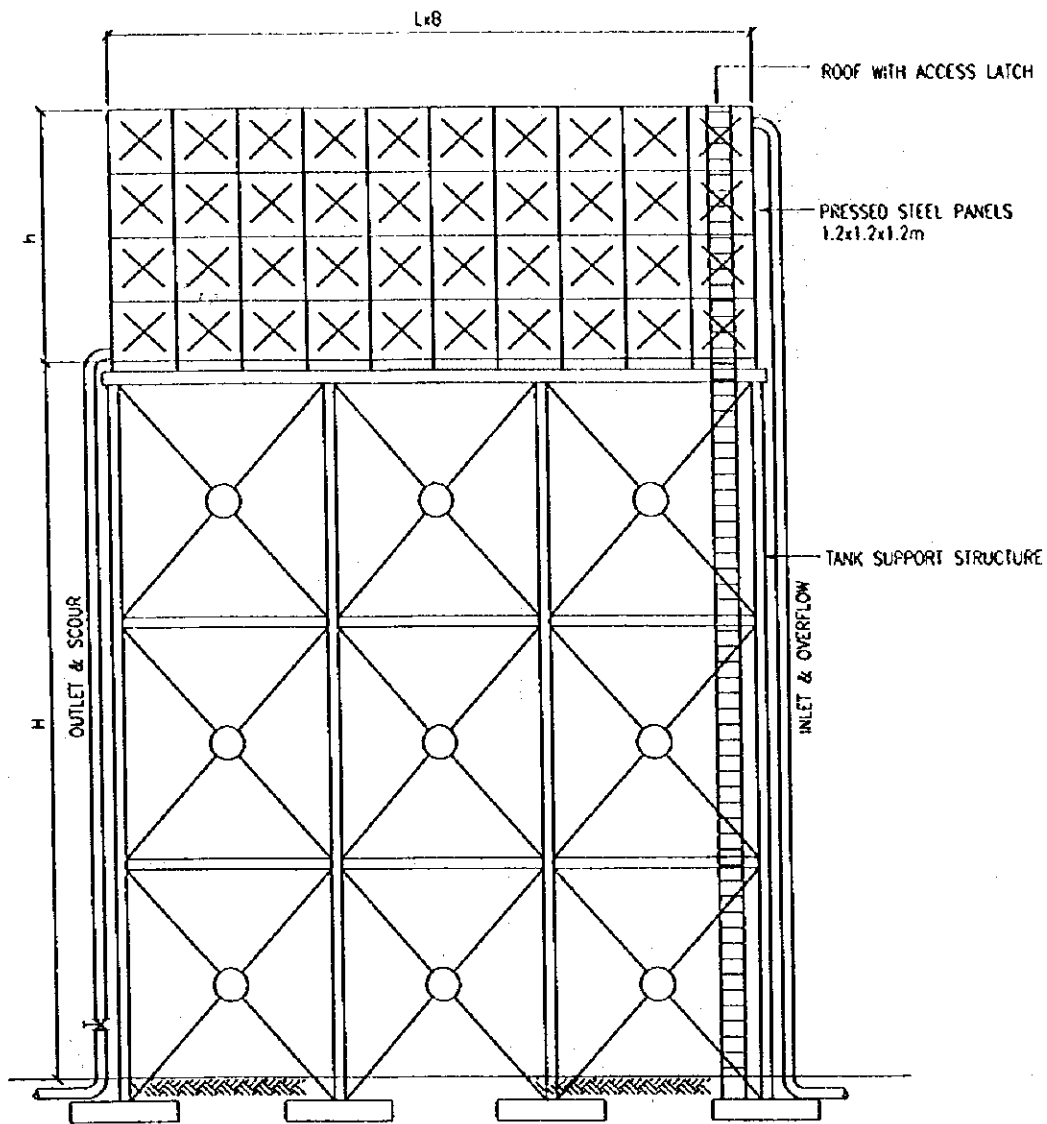 LxB
ROOF WITH ACCESS LATCH
PRESSED STEEL PANELS
1.2x1.2x1.2m
h
TANK SUPPORT STRUCTURE
OUTLET & SCOUR
INLET & OVERFLOW
H